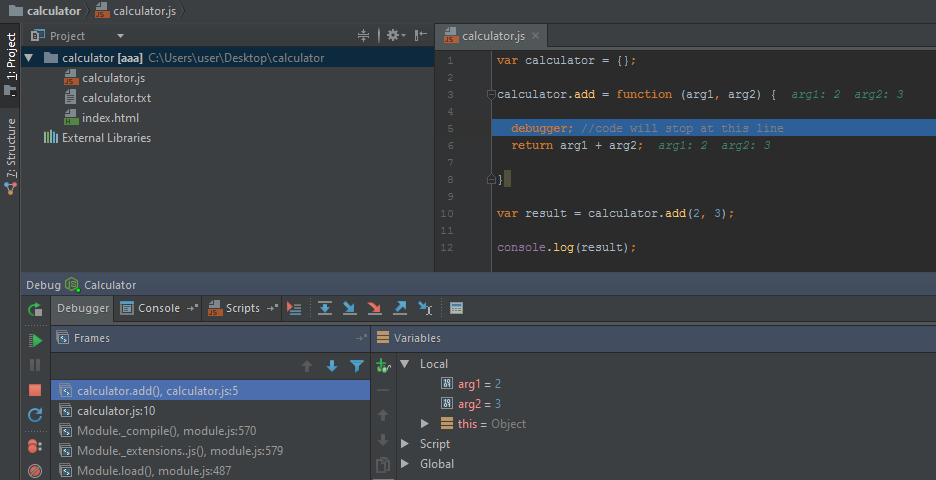 calculator calculator.js
1: Project
7: Structure
Project
calculator [aaa] C:\Users\user\Desktop\calculator
calculator.js
calculator.txt
index.html
External Libraries
calculator.js
1 var calculator = {};
2
3 calculator.add = function (arg1, arg2) { arg1: 2 arg2: 3
4
5 debugger; //code will stop at this line
6 return arg1 + arg2; arg1: 2 arg2: 3
7
8 }
9
10 var result = calculator.add(2, 3);
11
12 console.log(result);
Debug Calculator
Debugger Console Scripts
Frames
calculator.add(), calculator.js:5
calculator.js:10
Module._compile(), module.js:570
Module._extensions..js(), module.js:579
Module.load(), module.js:487
Variables
Local
arg1 = 2
arg2 = 3
this = Object
Script
Global